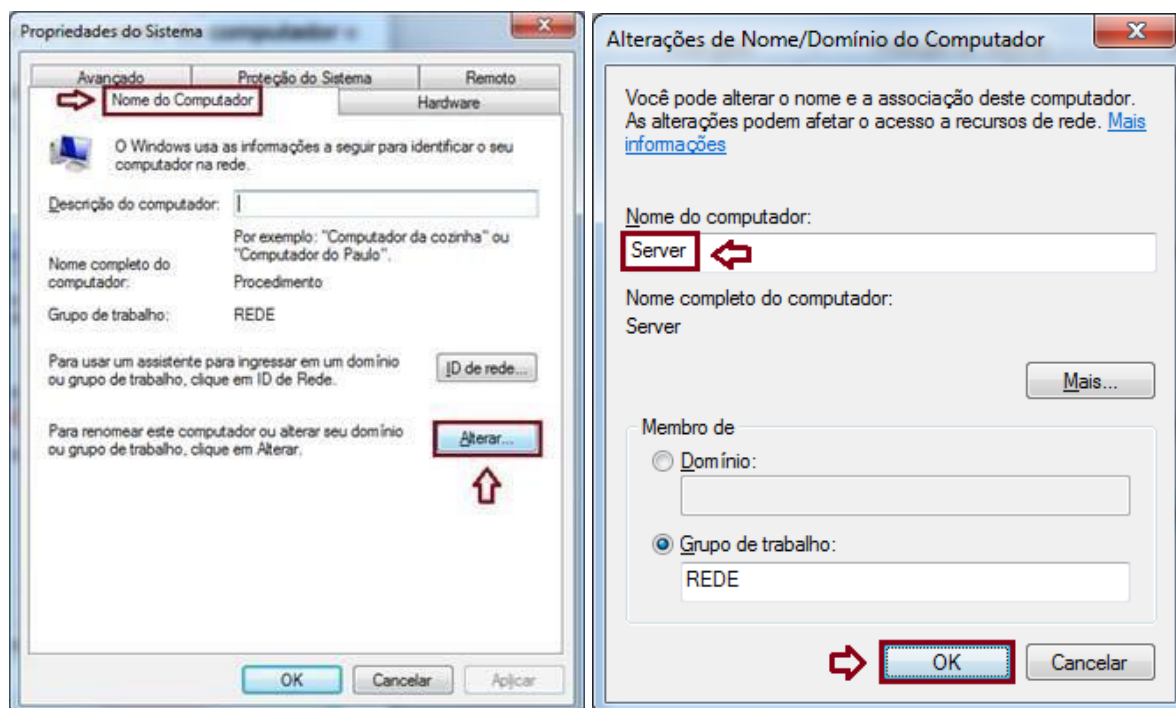 Propriedades do Sistema
Avançado Proteção do Sistema Remoto
Nome do Computador Hardware
O Windows usa as informações a seguir para identificar o seu
computador na rede.
Descrição do computador:
Por exemplo: "Computador da cozinha" ou
"Computador do Paulo".
Nome completo do
computador: Procedimento
Grupo de trabalho: REDE
Para usar um assistente para ingressar em um domínio
ou grupo de trabalho, clique em ID de Rede.
ID de rede...
Para renomear este computador ou alterar seu domínio
ou grupo de trabalho, clique em Alterar.
Alterar...
OK Cancelar Aplicar
Alterações de Nome/Domínio do Computador
Você pode alterar o nome e a associação deste computador.
As alterações podem afetar o acesso a recursos de rede. Mais
informações
Nome do computador:
Server
Nome completo do computador:
Server
Mais...
Membro de
Domínio:
Grupo de trabalho:
REDE
OK Cancelar